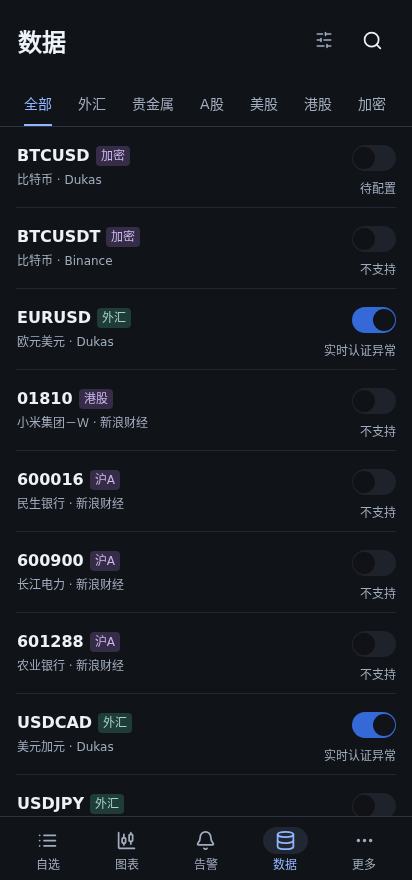 数据
全部 外汇 贵金属 A股 美股 港股 加密
BTCUSD 加密
比特币 · Dukas
待配置
BTCUSDT 加密
比特币 · Binance
不支持
EURUSD 外汇
欧元美元 · Dukas
实时认证异常
01810 港股
小米集团－W · 新浪财经
不支持
600016 沪A
民生银行 · 新浪财经
不支持
600900 沪A
长江电力 · 新浪财经
不支持
601288 沪A
农业银行 · 新浪财经
不支持
USDCAD 外汇
美元加元 · Dukas
实时认证异常
USDJPY 外汇
自选 图表 告警 数据 更多